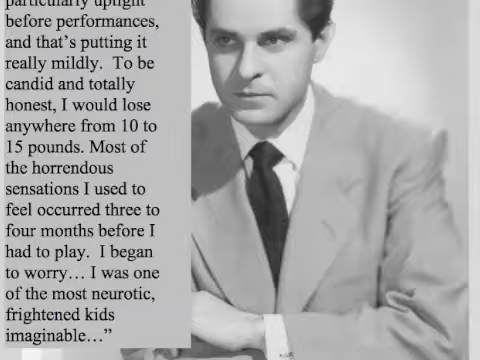 particularly uptight
before performances,
and that’s putting it
really mildly.  To be
candid and totally
honest, I would lose
anywhere from 10 to
15 pounds. Most of
the horrendous
sensations I used to
feel occurred three to
four months before I
had to play.  I began
to worry… I was one
of the most neurotic,
frightened kids
imaginable…”